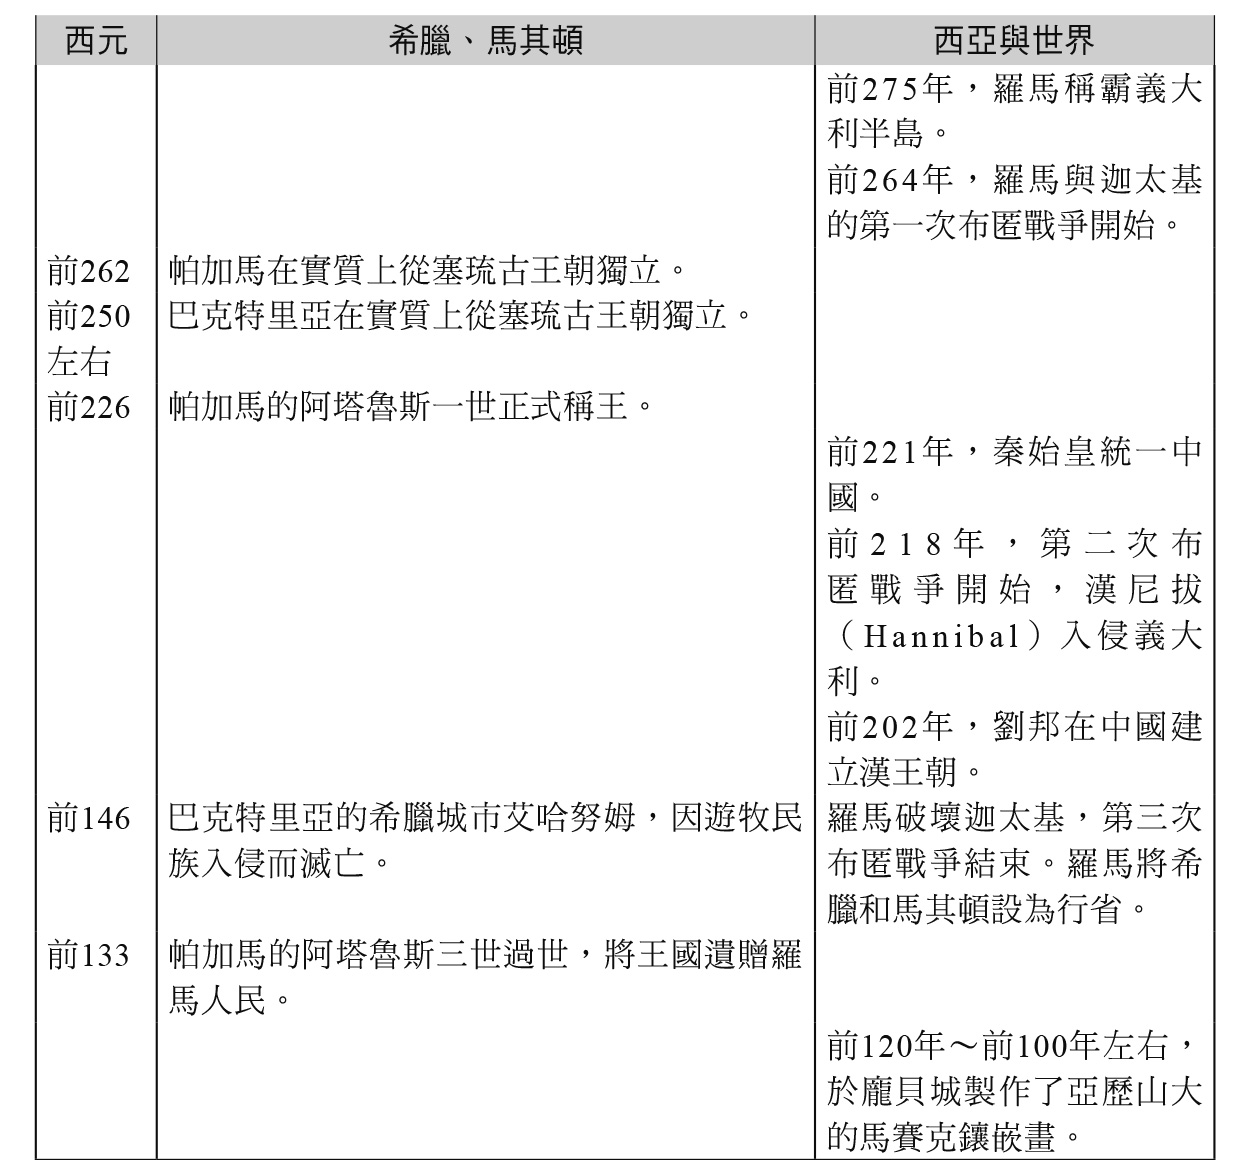 西元 希臘、馬其頓 西亞與世界
前275年，羅馬稱霸義大
利半島。
前264年，羅馬與迦太基
的第一次布匿戰爭開始。
前262 帕加馬在實質上從塞琉古王朝獨立。
前250 巴克特里亞在實質上從塞琉古王朝獨立。
左右
前226 帕加馬的阿塔魯斯一世正式稱王。
前221年，秦始皇統一中
國。
前218年，第二次布
匿戰爭開始，漢尼拔
（Hannibal）入侵義大
利。
前202年，劉邦在中國建
立漢王朝。
前146 巴克特里亞的希臘城市艾哈努姆，因遊牧民 羅馬破壞迦太基，第三次
族入侵而滅亡。 布匿戰爭結束。羅馬將希
臘和馬其頓設為行省。
前133 帕加馬的阿塔魯斯三世過世，將王國遺贈羅
馬人民。
前120年～前100年左右，
於龐貝城製作了亞歷山大
的馬賽克鑲嵌畫。